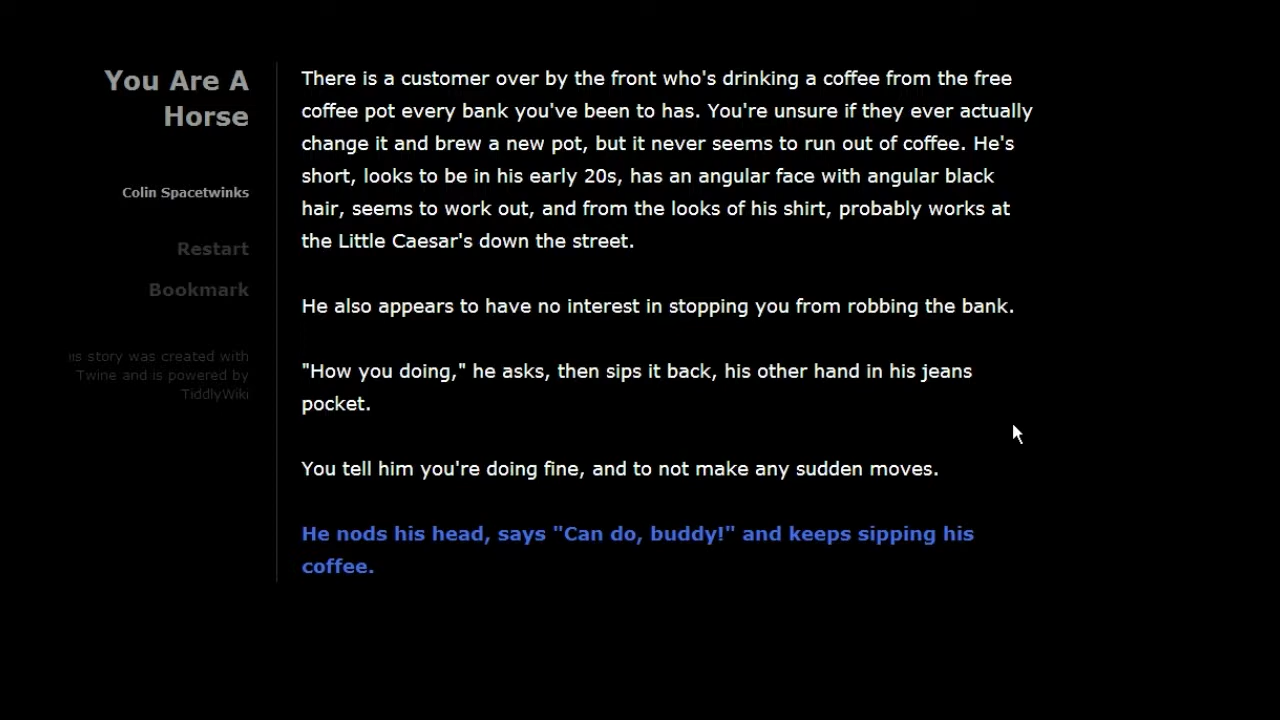 You Are A
Horse
Colin Spacetwinks
Restart
Bookmark
is story was created with
Twine and is powered by
TiddlyWiki
There is a customer over by the front who's drinking a coffee from the free
coffee pot every bank you've been to has. You're unsure if they ever actually
change it and brew a new pot, but it never seems to run out of coffee. He's
short, looks to be in his early 20s, has an angular face with angular black
hair, seems to work out, and from the looks of his shirt, probably works at
the Little Caesar's down the street.
He also appears to have no interest in stopping you from robbing the bank.
"How you doing," he asks, then sips it back, his other hand in his jeans
pocket.
You tell him you're doing fine, and to not make any sudden moves.
He nods his head, says "Can do, buddy!" and keeps sipping his
coffee.